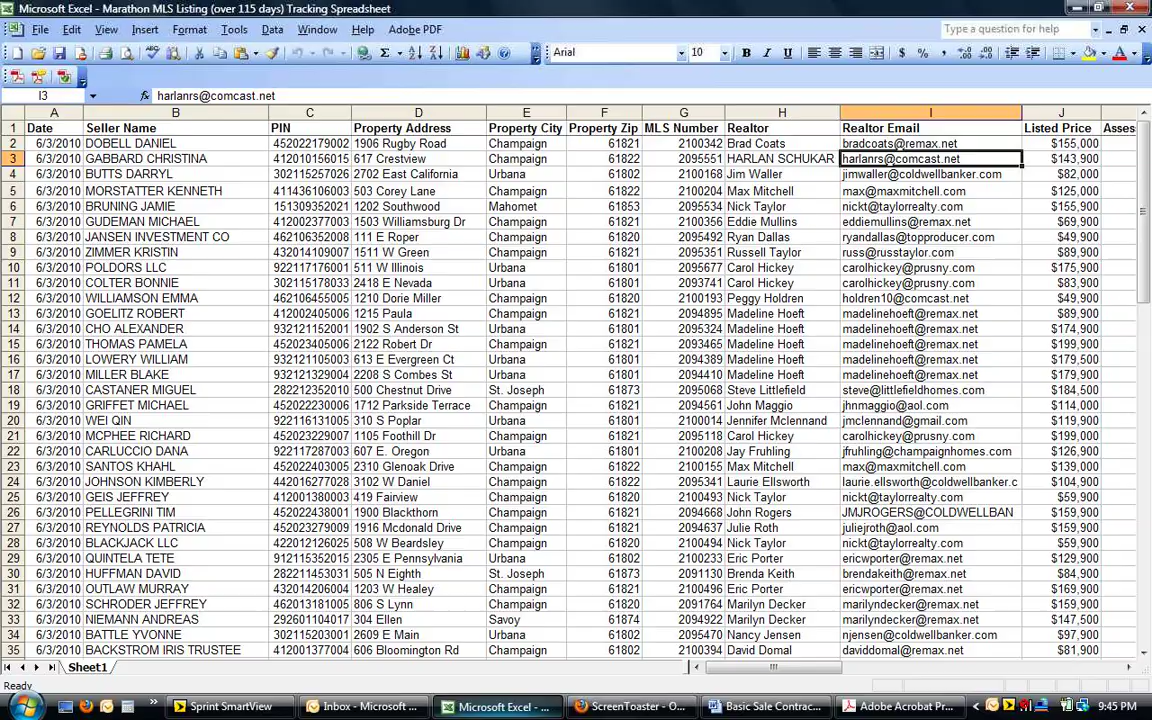 Microsoft Excel - Marathon MLS Listing (over 115 days) Tracking Spreadsheet
File Edit View Insert Format Tools Data Window Help Adobe PDF Type a question for help
Arial 10 B I U $ % ,
I3 fx harlanrs@comcast.net
A B C D E F G H I J
1 Date Seller Name PIN Property Address Property City Property Zip MLS Number Realtor Realtor Email Listed Price Asses
2 6/3/2010 DOBELL DANIEL 452022179002 1906 Rugby Road Champaign 61821 2100342 Brad Coats bradcoats@remax.net $155,000
3 6/3/2010 GABBARD CHRISTINA 412010156015 617 Crestview Champaign 61822 2095551 HARLAN SCHUKAR harlanrs@comcast.net $143,900
4 6/3/2010 BUTTS DARRYL 302115257026 2702 East California Urbana 61802 2100168 Jim Waller jimwaller@coldwellbanker.com $82,000
5 6/3/2010 MORSTATTER KENNETH 411436106003 503 Corey Lane Champaign 61822 2100204 Max Mitchell max@maxmitchell.com $125,000
6 6/3/2010 BRUNING JAMIE 151309352021 1202 Southwood Mahomet 61853 2095534 Nick Taylor nickt@taylorrealty.com $155,900
7 6/3/2010 GUDEMAN MICHAEL 412002377003 1503 Williamsburg Dr Champaign 61821 2100356 Eddie Mullins eddiemullins@remax.net $69,900
8 6/3/2010 JANSEN INVESTMENT CO 462106352008 111 E Roper Champaign 61820 2095492 Ryan Dallas ryandallas@topproducer.com $49,900
9 6/3/2010 ZIMMER KRISTIN 432014109007 1511 W Green Champaign 61821 2095351 Russell Taylor russ@russtaylor.com $53,900
10 6/3/2010 POLDORS LLC 922117176001 511 W Illinois Urbana 61801 2095677 Carol Hickey carolhickey@prusny.com $175,900
11 6/3/2010 COLTER BONNIE 302115178033 2418 E Nevada Urbana 61801 2093741 Carol Hickey carolhickey@prusny.com $83,900
12 6/3/2010 WILLIAMSON EMMA 462106455005 1210 Dorie Miller Champaign 61820 2100193 Peggy Holdren holdren10@comcast.net $49,900
13 6/3/2010 GOELITZ ROBERT 412002406005 1215 Paula Champaign 61821 2094895 Madeline Hoeft madelinehoeft@remax.net $89,900
14 6/3/2010 CHO ALEXANDER 932121152001 1902 S Anderson St Urbana 61801 2095324 Madeline Hoeft madelinehoeft@remax.net $174,900
15 6/3/2010 THOMAS PAMELA 452023405006 2122 Robert Dr Champaign 61821 2093465 Madeline Hoeft madelinehoeft@remax.net $199,900
16 6/3/2010 LOWERY WILLIAM 932121105003 613 E Evergreen Ct Urbana 61801 2094389 Madeline Hoeft madelinehoeft@remax.net $179,500
17 6/3/2010 MILLER BLAKE 932121329004 2208 S Combes St Urbana 61801 2094410 Madeline Hoeft madelinehoeft@remax.net $179,900
18 6/3/2010 CASTANER MIGUEL 282212352010 500 Chestnut Drive St. Joseph 61873 2095068 Steve Littlefield steve@littlefieldhomes.com $184,500
19 6/3/2010 GRIFFET MICHAEL 452022230006 1712 Parkside Terrace Champaign 61821 2094561 John Maggio jhnmaggio@aol.com $114,000
20 6/3/2010 WEI QIN 922116131005 310 S Poplar Urbana 61801 2100014 Jennifer Mclennand jmclennand@gmail.com $59,900
21 6/3/2010 MCPHEE RICHARD 452023229007 1105 Foothill Dr Champaign 61821 2095118 Carol Hickey carolhickey@prusny.com $199,000
22 6/3/2010 CARLUCCIO DANA 922117287003 607 E. Oregon Urbana 61801 2100208 Jay Fruhling jfruhling@champaignhomes.com $126,900
23 6/3/2010 SANTOS KHAHL 462026407005 2310 Glenoak Drive Champaign 61822 2100155 Max Mitchell max@maxmitchell.com $139,000
24 6/3/2010 JOHNSON KIMBERLY 442016277028 3102 W Daniel Champaign 61822 2095341 Laurie Ellsworth laurie.ellsworth@coldwellbanker.c $104,900
25 6/3/2010 GEIS JEFFREY 412001380003 419 Fairview Champaign 61821 2100493 Nick Taylor nickt@taylorrealty.com $59,900
26 6/3/2010 PELLEGRINI TIM 452022438001 1900 Blackthorn Champaign 61821 2094668 John Rogers JMJROGERS@COLDWELLBAN $159,900
27 6/3/2010 REYNOLDS PATRICIA 452023279009 1916 Mcdonald Drive Champaign 61821 2094637 Julie Roth juliejroth@aol.com $159,900
28 6/3/2010 BLACKJACK LLC 422012279002 508 W Beardsley Champaign 61821 2100494 Nick Taylor nickt@taylorrealty.com $59,900
29 6/3/2010 QUINTELA TETE 912115352015 2305 E Pennsylvania Urbana 61802 2100233 Eric Porter ericwporter@remax.net $129,900
30 6/3/2010 HUFFMAN DAVID 282211453031 505 N Eighth St. Joseph 61873 2091130 Brenda Keith brendakeith@remax.net $84,900
31 6/3/2010 OUTLAW MURRAY 432014206004 1203 W Healey Champaign 61821 2100496 Eric Porter ericwporter@remax.net $169,900
32 6/3/2010 SCHRODER JEFFREY 462013181005 806 S Lynn Champaign 61820 2091764 Marilyn Decker marilyndecker@remax.net $159,900
33 6/3/2010 NIEMANN ANDREAS 292601104017 304 Ellen Savoy 61874 2094922 Marilyn Decker marilyndecker@remax.net $147,500
34 6/3/2010 BATTLE YVONNE 302115203001 2609 E Main Urbana 61802 2095470 Nancy Jensen njensen@coldwellbanker.com $97,900
35 6/3/2010 BACKSTROM IRIS TRUSTEE 412001377004 606 Bloomington Rd Champaign 61821 2100353 David Domal daviddomal@remax.net $81,900
Sheet1
Ready
Sprint SmartView Inbox - Microsoft ... Microsoft Excel - ... ScreenToaster - O... Basic Sale Contrac... Adobe Acrobat Pro... 9:45 PM